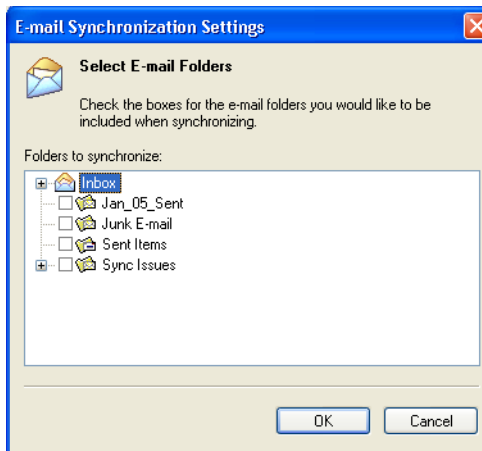 E-mail Synchronization Settings
Select E-mail Folders
Check the boxes for the e-mail folders you would like to be
included when synchronizing.
Folders to synchronize:
Inbox
Jan_05_Sent
Junk E-mail
Sent Items
Sync Issues
OK
Cancel